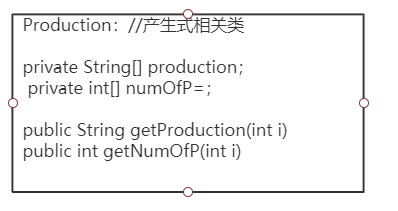 Production：//产生式相关类
private String[] production;
private int[] numOfP=;
public String getProduction(int i)
public int getNumOfP(int i)